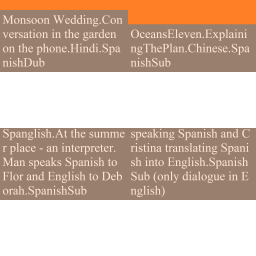 Monsoon Wedding.Con
versation in the garden
on the phone.Hindi.Spa
nishDub
OceansEleven.Explaini
ngThePlan.Chinese.Spa
nishSub
Spanglish.At the summe
r place - an interpreter.
Man speaks Spanish to
Flor and English to Deb
orah.SpanishSub
speaking Spanish and C
ristina translating Spani
sh into English.Spanish
Sub (only dialogue in E
nglish)